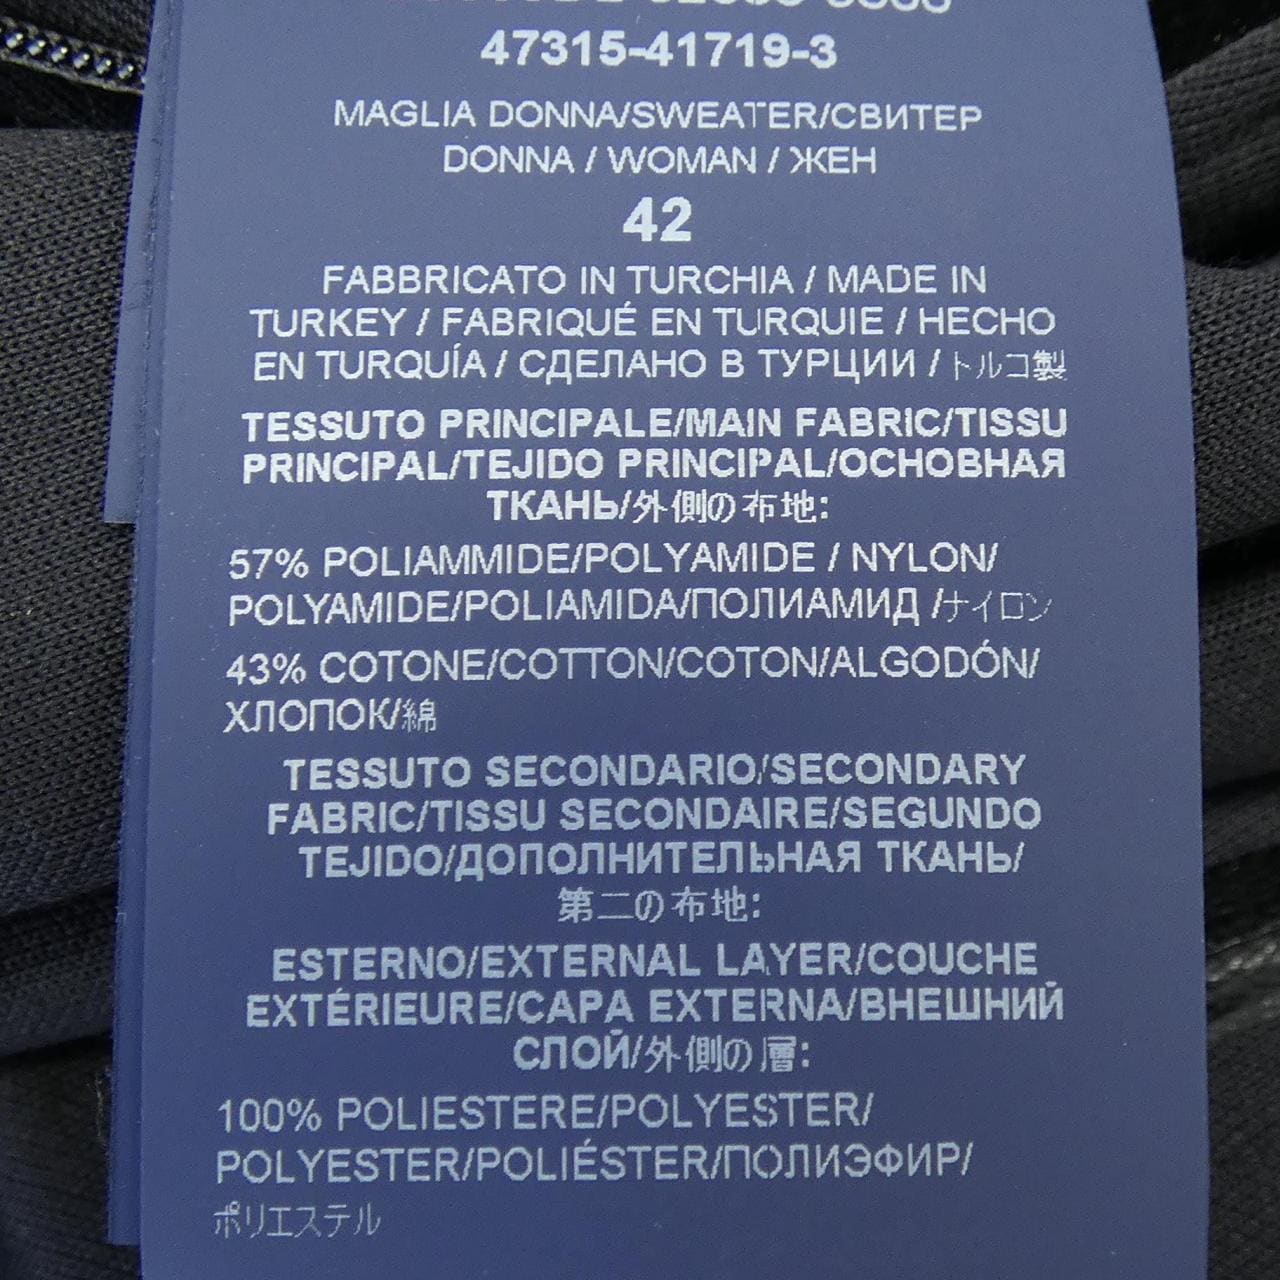 47315-41719-3
MAGLIA DONNA/SWEATER/СВИТЕР
DONNA / WOMAN / ЖЕН
42
FABBRICATO IN TURCHIA / MADE IN
TURKEY / FABRIQUÉ EN TURQUIE / HECHO
EN TURQUÍA / СДЕЛАНО В ТУРЦИИ / トルコ製
TESSUTO PRINCIPALE/MAIN FABRIC/TISSU
PRINCIPAL/TEJIDO PRINCIPAL/ОСНОВНАЯ
ТКАНЬ/外側の布地:
57% POLIAMMIDE/POLYAMIDE / NYLON/
POLYAMIDE/POLIAMIDA/ПОЛИАМИД /ナイロン
43% COTONE/COTTON/COTON/ALGODÓN/
ХЛОПОК/綿
TESSUTO SECONDARIO/SECONDARY
FABRIC/TISSU SECONDAIRE/SEGUNDO
TEJIDO/ДОПОЛНИТЕЛЬНАЯ ТКАНЬ/
第二の布地:
ESTERNO/EXTERNAL LAYER/COUCHE
EXTÉRIEURE/CAPA EXTERNA/ВНЕШНИЙ
СЛОЙ/外側の層:
100% POLIESTERE/POLYESTER/
POLYESTER/POLIÉSTER/ПОЛИЭФИР/
ポリエステル